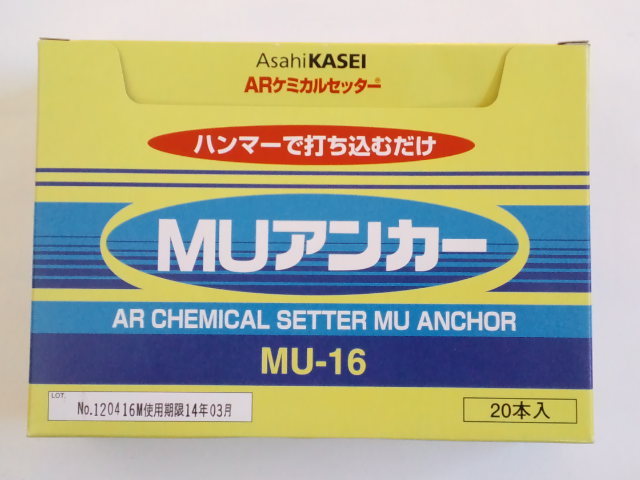 AsahiKASEI
ARケミカルセッター®
ハンマーで打ち込むだけ
MUアンカー
AR CHEMICAL SETTER MU ANCHOR
MU-16
LOT.
No.120416M使用期限14年03月
20本入